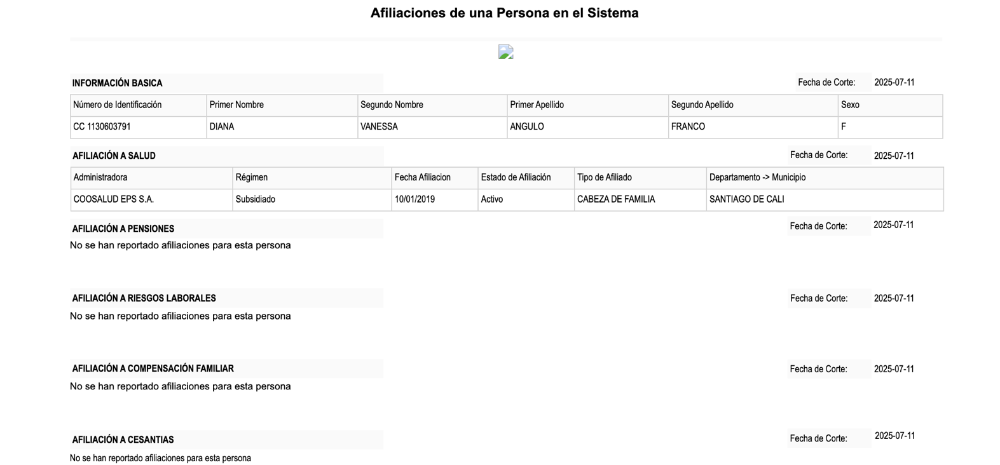 Afiliaciones de una Persona en el Sistema
INFORMACIÓN BASICA Fecha de Corte: 2025-07-11
Número de Identificación Primer Nombre Segundo Nombre Primer Apellido Segundo Apellido Sexo
CC 1130603791 DIANA VANESSA ANGULO FRANCO F
AFILIACIÓN A SALUD Fecha de Corte: 2025-07-11
Administradora Régimen Fecha Afiliacion Estado de Afiliación Tipo de Afiliado Departamento -> Municipio
COOSALUD EPS S.A. Subsidiado 10/01/2019 Activo CABEZA DE FAMILIA SANTIAGO DE CALI
AFILIACIÓN A PENSIONES Fecha de Corte: 2025-07-11
No se han reportado afiliaciones para esta persona
AFILIACIÓN A RIESGOS LABORALES Fecha de Corte: 2025-07-11
No se han reportado afiliaciones para esta persona
AFILIACIÓN A COMPENSACIÓN FAMILIAR Fecha de Corte: 2025-07-11
No se han reportado afiliaciones para esta persona
AFILIACIÓN A CESANTIAS Fecha de Corte: 2025-07-11
No se han reportado afiliaciones para esta persona